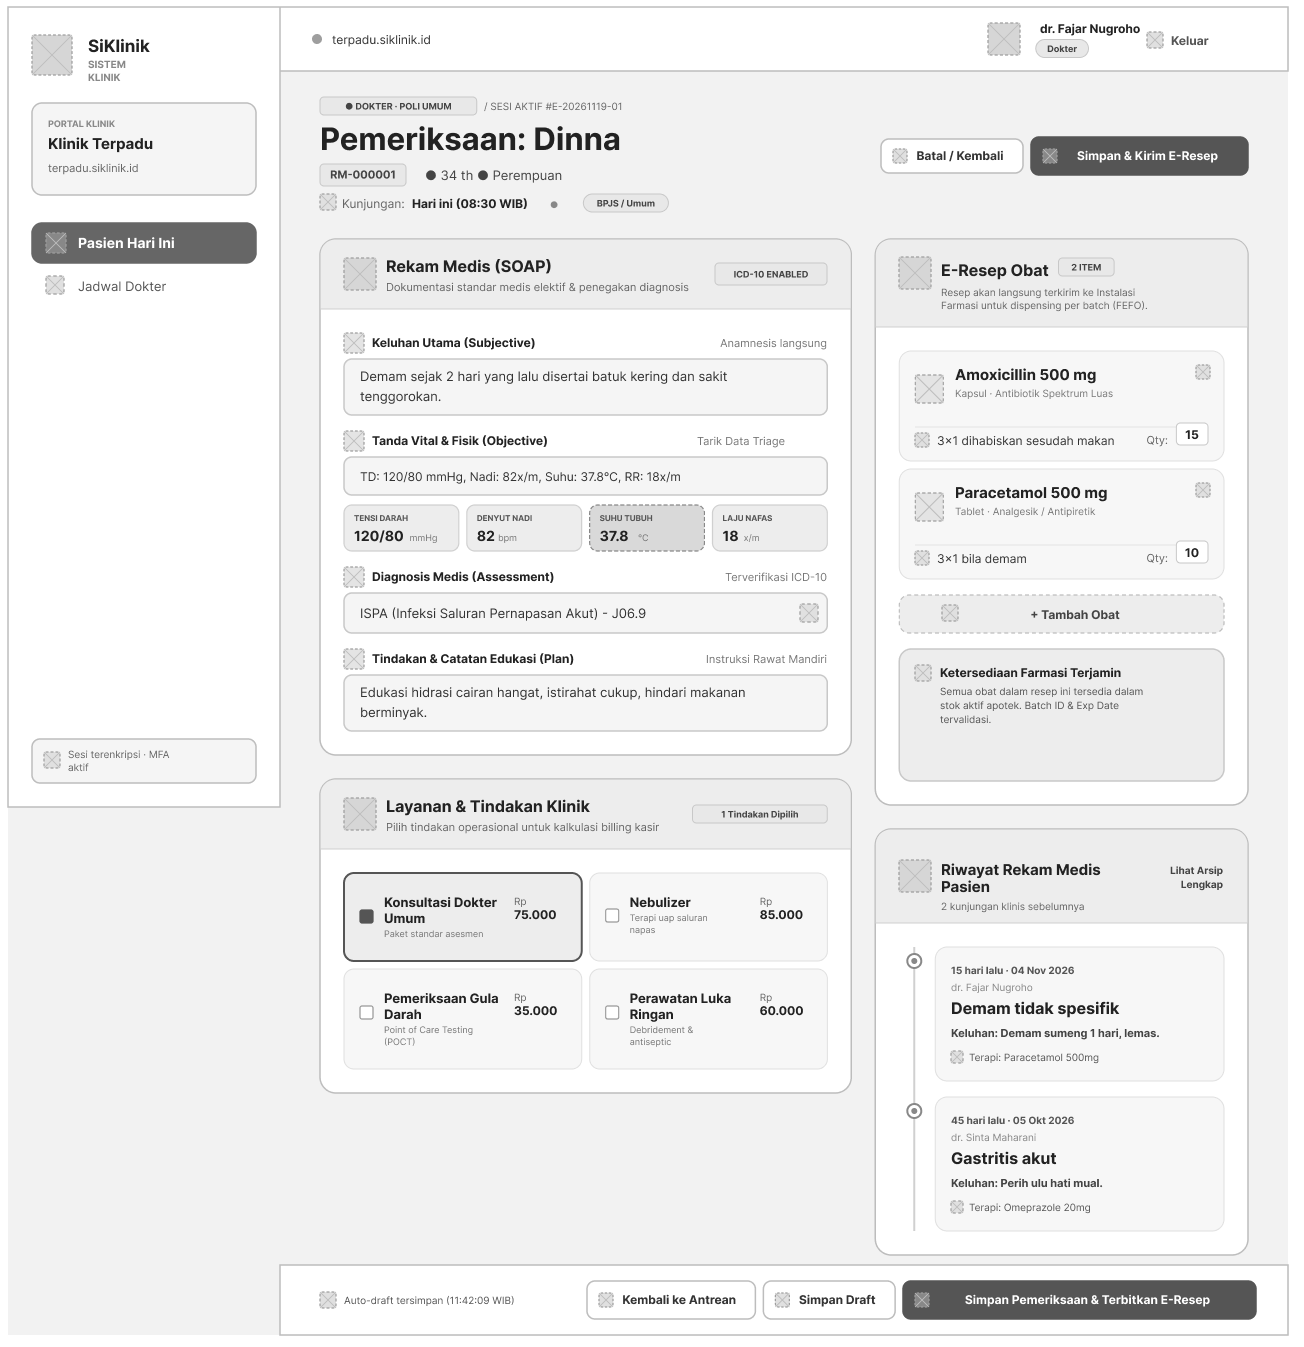 SiKlinik
SISTEM
KLINIK
PORTAL KLINIK
Klinik Terpadu
terpadu.siklinik.id
Pasien Hari Ini
Jadwal Dokter
Sesi terenkripsi · MFA
aktif
terpadu.siklinik.id
dr. Fajar Nugroho
Dokter
Keluar
● DOKTER · POLI UMUM / SESI AKTIF #E-20261119-01
Pemeriksaan: Dinna
RM-000001 ● 34 th ● Perempuan
Kunjungan: Hari ini (08:30 WIB) ● BPJS / Umum
Batal / Kembali
Simpan & Kirim E-Resep
Rekam Medis (SOAP)
Dokumentasi standar medis elektif & penegakan diagnosis
ICD-10 ENABLED
Keluhan Utama (Subjective) Anamnesis langsung
Demam sejak 2 hari yang lalu disertai batuk kering dan sakit
tenggorokan.
Tanda Vital & Fisik (Objective) Tarik Data Triage
TD: 120/80 mmHg, Nadi: 82x/m, Suhu: 37.8°C, RR: 18x/m
TENSI DARAH
120/80 mmHg
DENYUT NADI
82 bpm
SUHU TUBUH
37.8 °C
LAJU NAFAS
18 x/m
Diagnosis Medis (Assessment) Terverifikasi ICD-10
ISPA (Infeksi Saluran Pernapasan Akut) - J06.9
Tindakan & Catatan Edukasi (Plan) Instruksi Rawat Mandiri
Edukasi hidrasi cairan hangat, istirahat cukup, hindari makanan
berminyak.
Layanan & Tindakan Klinik
Pilih tindakan operasional untuk kalkulasi billing kasir
1 Tindakan Dipilih
Konsultasi Dokter
Umum
Paket standar asesmen
Rp
75.000
Nebulizer
Terapi uap saluran
napas
Rp
85.000
Pemeriksaan Gula
Darah
Point of Care Testing
(POCT)
Rp
35.000
Perawatan Luka
Ringan
Debridement &
antiseptic
Rp
60.000
E-Resep Obat 2 ITEM
Resep akan langsung terkirim ke Instalasi
Farmasi untuk dispensing per batch (FEFO).
Amoxicillin 500 mg
Kapsul · Antibiotik Spektrum Luas
3×1 dihabiskan sesudah makan Qty: 15
Paracetamol 500 mg
Tablet · Analgesik / Antipiretik
3×1 bila demam Qty: 10
+ Tambah Obat
Ketersediaan Farmasi Terjamin
Semua obat dalam resep ini tersedia dalam
stok aktif apotek. Batch ID & Exp Date
tervalidasi.
Riwayat Rekam Medis
Pasien
2 kunjungan klinis sebelumnya
Lihat Arsip
Lengkap
15 hari lalu · 04 Nov 2026
dr. Fajar Nugroho
Demam tidak spesifik
Keluhan: Demam sumeng 1 hari, lemas.
Terapi: Paracetamol 500mg
45 hari lalu · 05 Okt 2026
dr. Sinta Maharani
Gastritis akut
Keluhan: Perih ulu hati mual.
Terapi: Omeprazole 20mg
Auto-draft tersimpan (11:42:09 WIB)
Kembali ke Antrean
Simpan Draft
Simpan Pemeriksaan & Terbitkan E-Resep